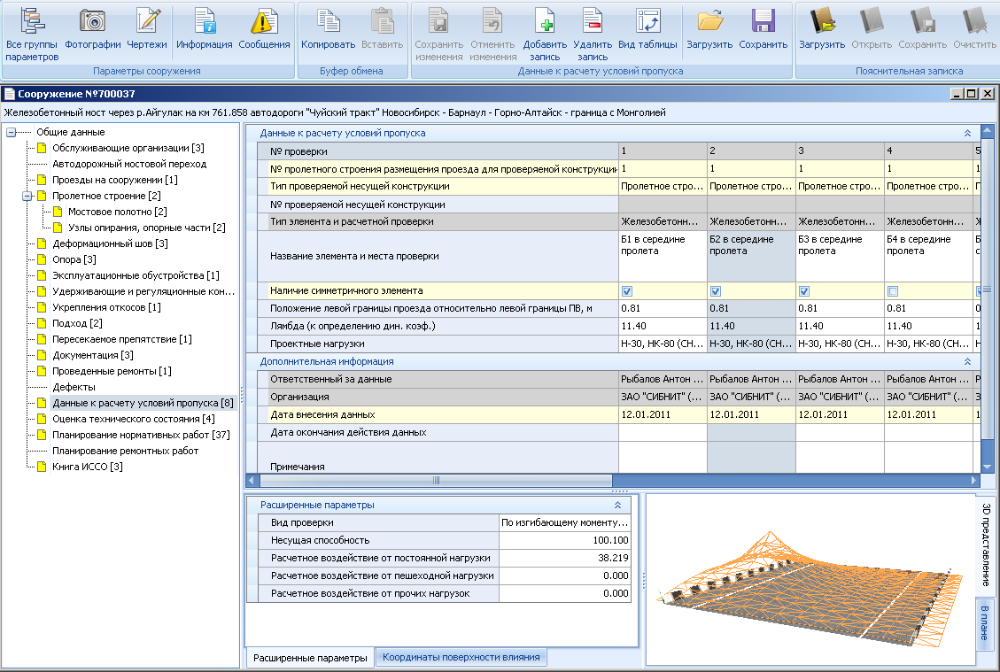 Все группы параметров
Фотографии
Чертежи
Информация
Сообщения
Копировать
Вставить
Сохранить изменения
Отменить изменения
Добавить запись
Удалить запись
Вид таблицы
Загрузить
Сохранить
Загрузить
Открыть
Сохранить
Очистить
Параметры сооружения
Буфер обмена
Данные к расчету условий пропуска
Пояснительная записка
Сооружение №700037
Железобетонный мост через р.Айгулак на км 761.858 автодороги "Чуйский тракт" Новосибирск - Барнаул - Горно-Алтайск - граница с Монголией
Общие данные
Обслуживающие организации [3]
Автодорожный мостовой переход
Проезды на сооружении [1]
Пролетное строение [2]
Мостовое полотно [2]
Узлы опирания, опорные части [2]
Деформационный шов [3]
Опора [3]
Эксплуатационные обустройства [1]
Удерживающие и регуляционные кон...
Укрепления откосов [1]
Подход [2]
Пересекаемое препятствие [1]
Документация [3]
Проведенные ремонты [1]
Дефекты
Данные к расчету условий пропуска [8]
Оценка технического состояния [4]
Планирование нормативных работ [37]
Планирование ремонтных работ
Книга ИССО [3]
Данные к расчету условий пропуска
№ проверки 1 2 3 4 5
№ пролетного строения размещения проезда для проверяемой конструкции 1 1 1 1 1
Тип проверяемой несущей конструкции Пролетное стро... Пролетное стро... Пролетное стро... Пролетное стро... П
№ проверяемой несущей конструкции
Тип элемента и расчетной проверки Железобетонн... Железобетонн... Железобетонн... Железобетонн... Ж
Название элемента и места проверки Б1 в середине пролета Б2 в середине пролета Б3 в середине пролета Б4 в середине пролета
Наличие симметричного элемента
Положение левой границы проезда относительно левой границы ПВ, м 0.81 0.81 0.81 0.81 0
Лямбда (к определению дин. коэф.) 11.40 11.40 11.40 11.40 1
Проектные нагрузки Н-30, НК-80 (СН... Н-30, НК-80 (СН... Н-30, НК-80 (СН... Н-30, НК-80 (СН... Н
Дополнительная информация
Ответственный за данные Рыбалов Антон ... Рыбалов Антон ... Рыбалов Антон ... Рыбалов Антон ... Р
Организация ЗАО "СИБНИТ" (... ЗАО "СИБНИТ" (... ЗАО "СИБНИТ" (... ЗАО "СИБНИТ" (... З
Дата внесения данных 12.01.2011 12.01.2011 12.01.2011 12.01.2011 1
Дата окончания действия данных
Примечания
Расширенные параметры
Вид проверки По изгибающему моменту...
Несущая способность 100.100
Расчетное воздействие от постоянной нагрузки 38.219
Расчетное воздействие от пешеходной нагрузки 0.000
Расчетное воздействие от прочих нагрузок 0.000
Расширенные параметры
Координаты поверхности влияния
3D представление
В плане